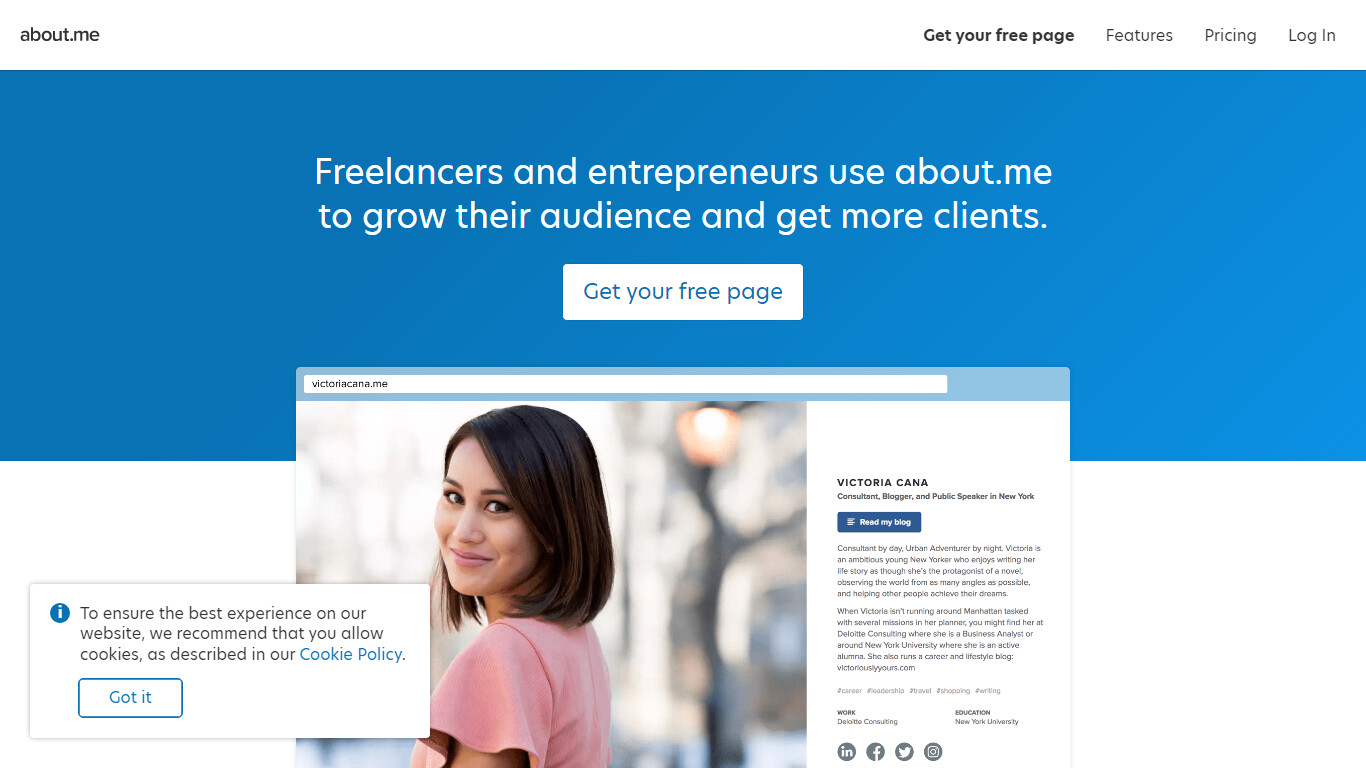 about.me
Get your free page
Features
Pricing
Log In
Freelancers and entrepreneurs use about.me
to grow their audience and get more clients.
Get your free page
victoriacana.me
VICTORIA CANA
Consultant, Blogger, and Public Speaker in New York
Read my blog
Consultant by day, Urban Adventurer by night. Victoria is
an ambitious young New Yorker who enjoys writing her
life story as though she's the protagonist of a novel,
observing the world from as many angles as possible,
and helping other people achieve their dreams.
When Victoria isn't running around Manhattan tasked
with several missions in her planner, you might find her at
Deloitte Consulting where she is a Business Analyst or
around New York University where she is an active
alumna. She also runs a career and lifestyle blog:
victoriouslyyours.com
#career #leadership #travel #shopping #writing
WORK
Deloitte Consulting
EDUCATION
New York University
To ensure the best experience on our
website, we recommend that you allow
cookies, as described in our Cookie Policy.
Got it